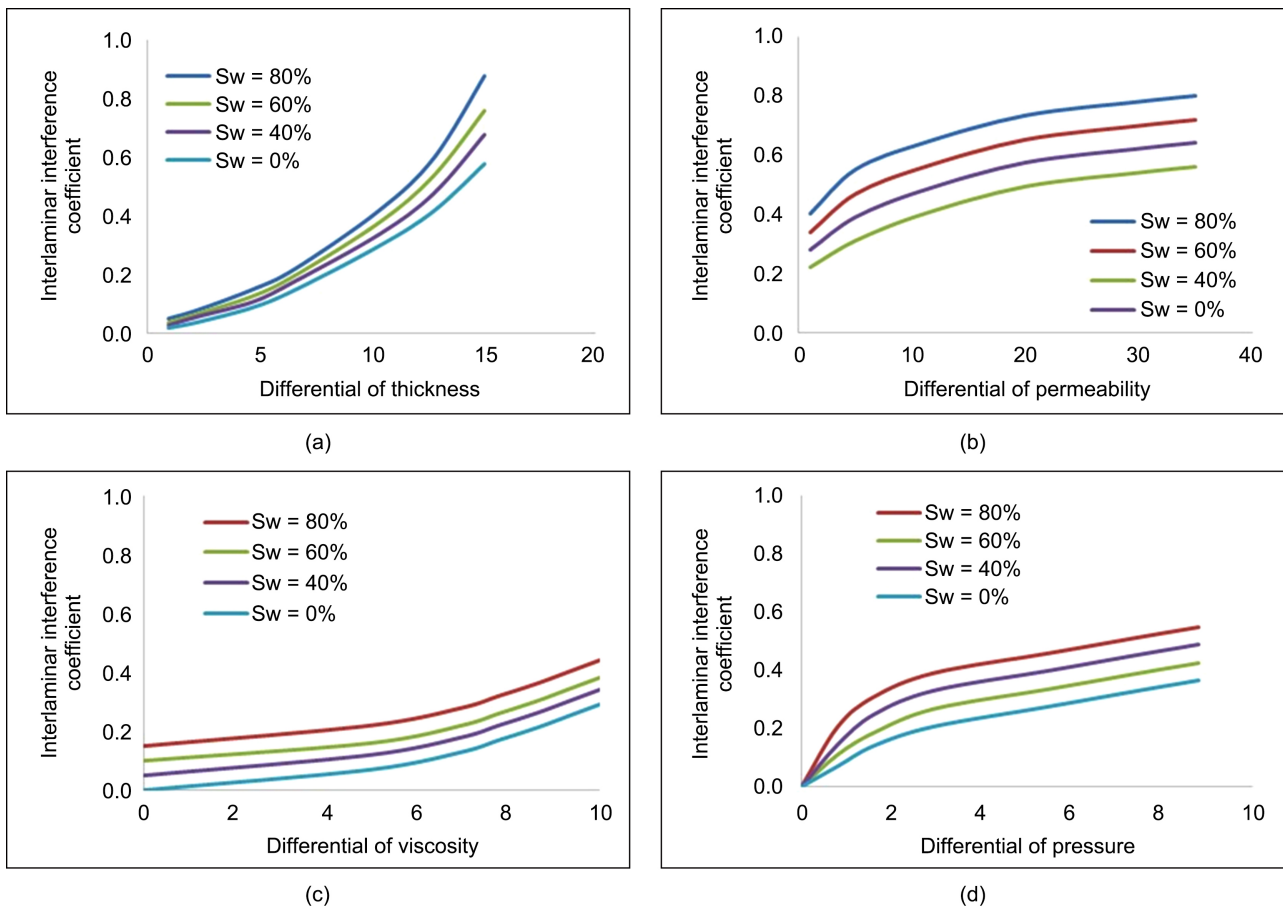 1.0
0.8
0.6
0.4
0.2
0.0
Interlaminar interference
coefficient
Sw = 80%
Sw = 60%
Sw = 40%
Sw = 0%
0 5 10 15 20
Differential of thickness
(a)
1.0
0.8
0.6
0.4
0.2
0.0
Interlaminar interference
coefficient
Sw = 80%
Sw = 60%
Sw = 40%
Sw = 0%
0 10 20 30 40
Differential of permeability
(b)
1.0
0.8
0.6
0.4
0.2
0.0
Interlaminar interference
coefficient
Sw = 80%
Sw = 60%
Sw = 40%
Sw = 0%
0 2 4 6 8 10
Differential of viscosity
(c)
1.0
0.8
0.6
0.4
0.2
0.0
Interlaminar interference
coefficient
Sw = 80%
Sw = 60%
Sw = 40%
Sw = 0%
0 2 4 6 8 10
Differential of pressure
(d)